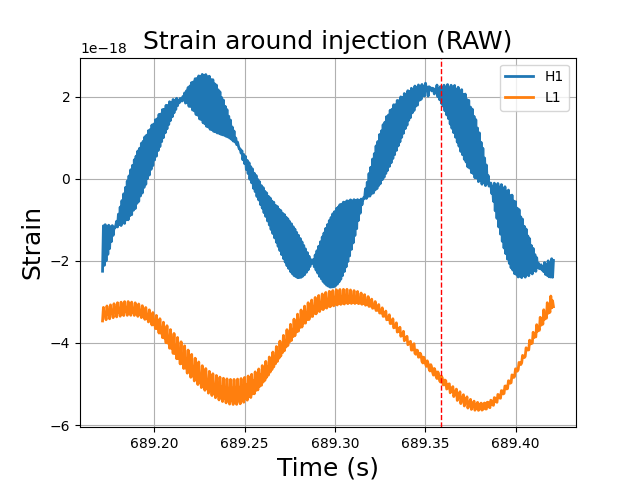 Strain around injection (RAW)
1e−18
H1
L1
2
0
−2
−4
−6
Strain
689.20 689.25 689.30 689.35 689.40
Time (s)